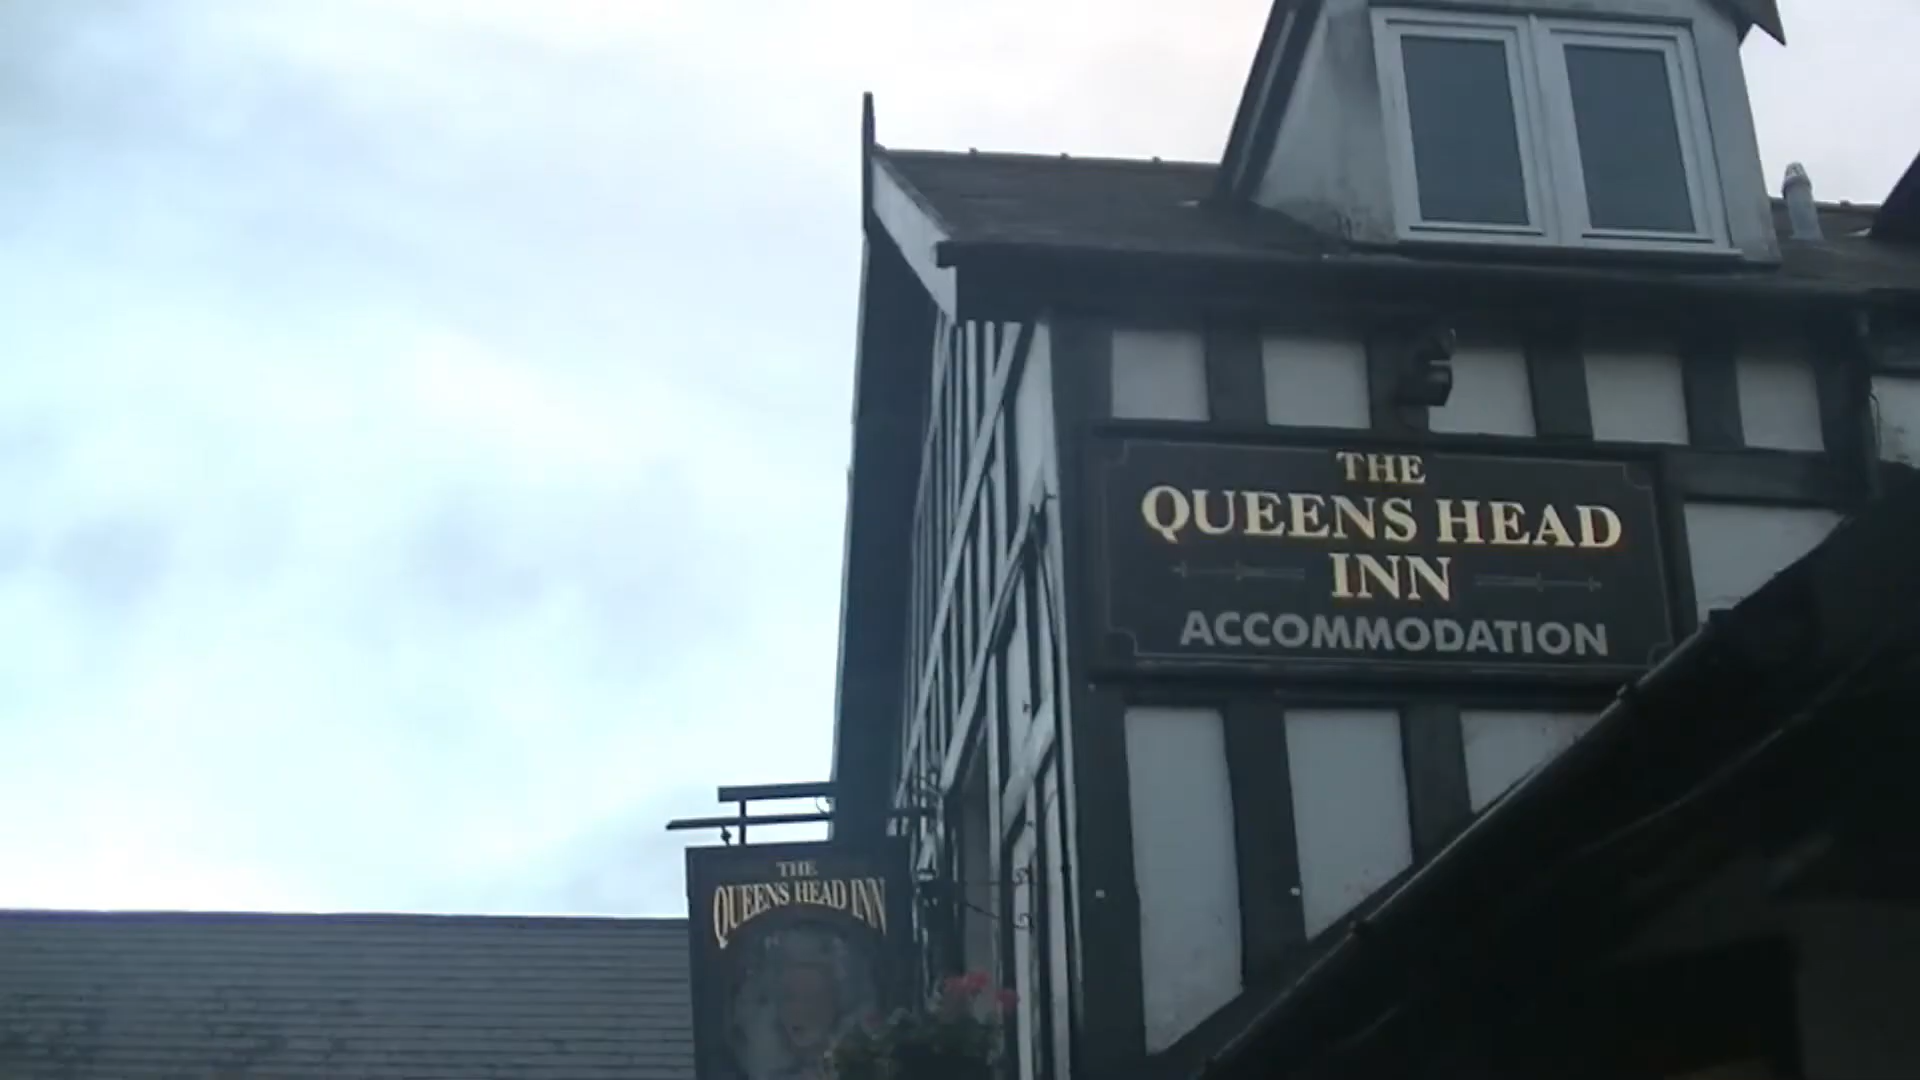 THE
QUEENS HEAD
INN
ACCOMMODATION
THE
QUEENS HEAD INN